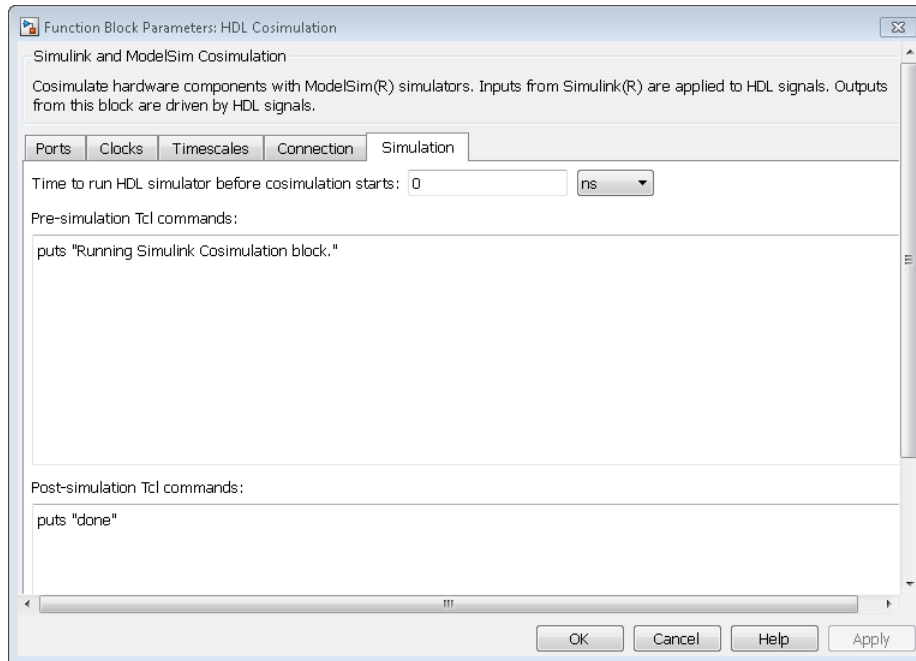 Function Block Parameters: HDL Cosimulation
Simulink and ModelSim Cosimulation
Cosimulate hardware components with ModelSim(R) simulators. Inputs from Simulink(R) are applied to HDL signals. Outputs
from this block are driven by HDL signals.
Ports Clocks Timescales Connection Simulation
Time to run HDL simulator before cosimulation starts: 0 ns
Pre-simulation Tcl commands:
puts "Running Simulink Cosimulation block."
Post-simulation Tcl commands:
puts "done"
OK Cancel Help Apply